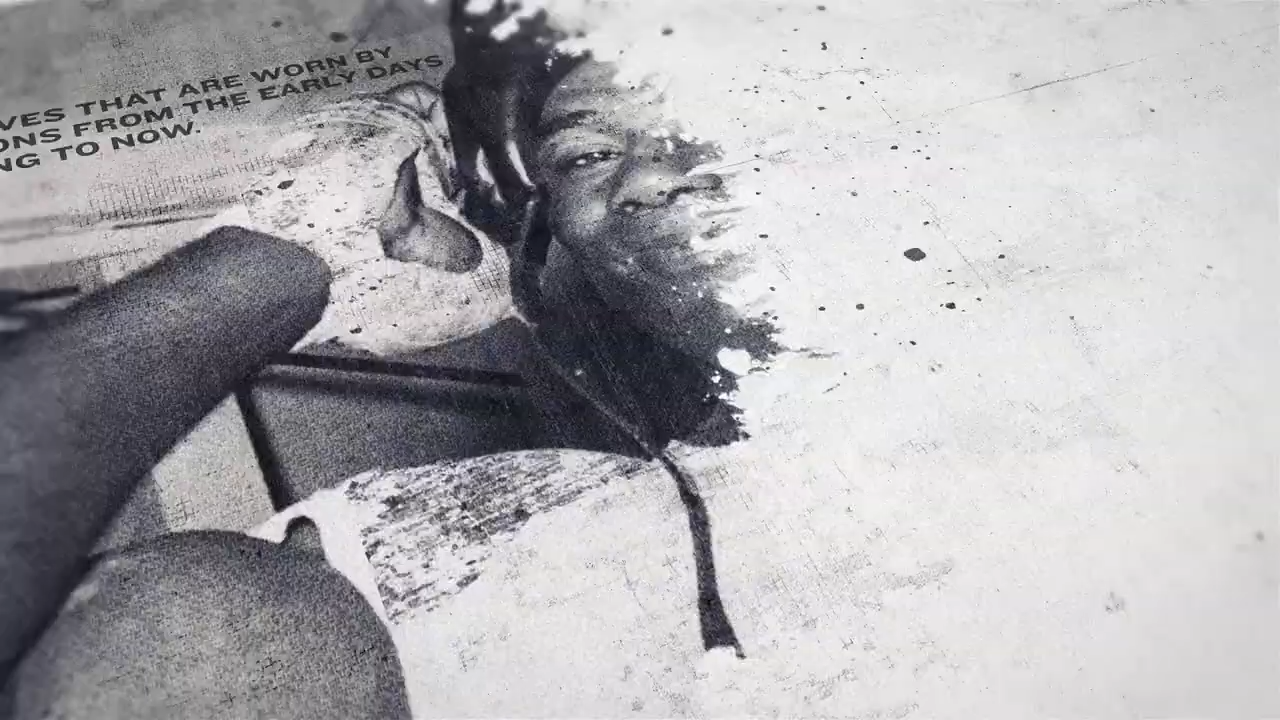 VES THAT ARE WORN BY
ONS FROM THE EARLY DAYS
NG TO NOW.